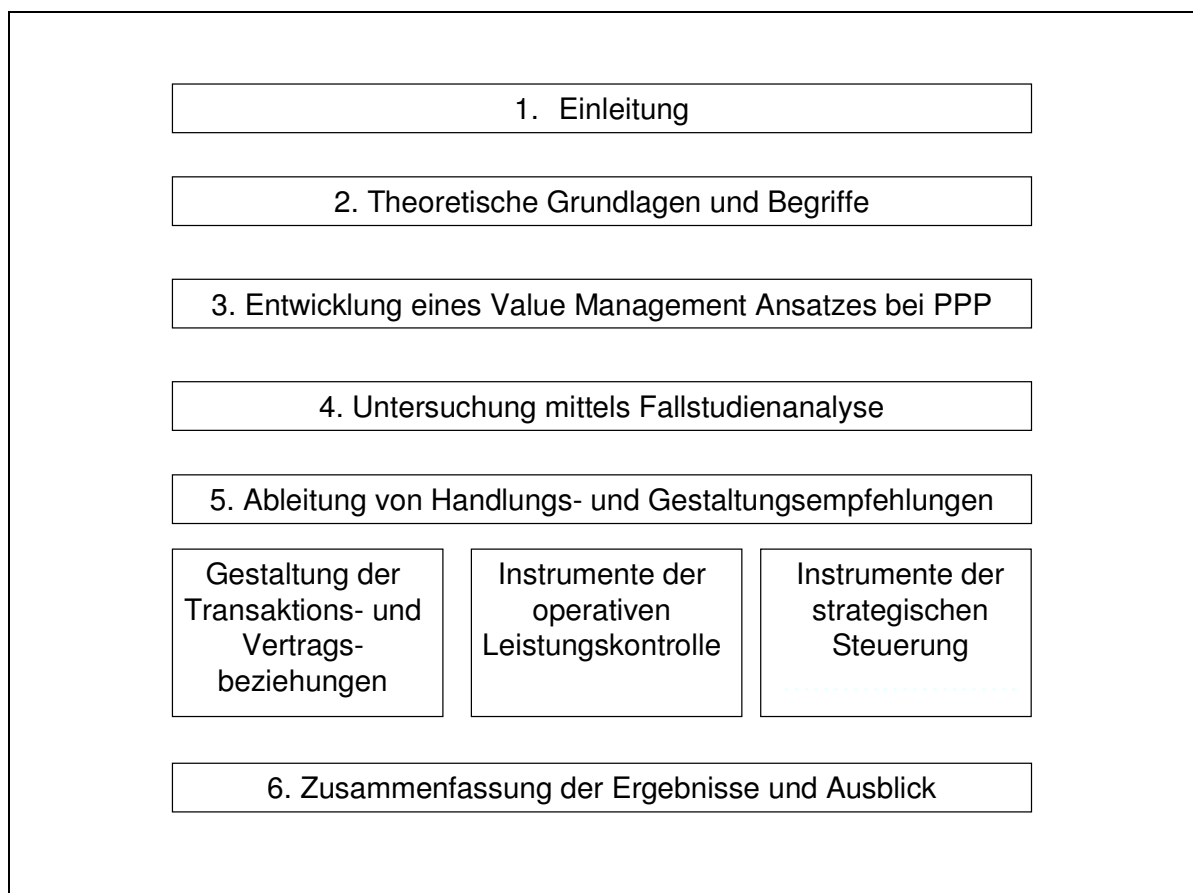 1. Einleitung
2. Theoretische Grundlagen und Begriffe
3. Entwicklung eines Value Management Ansatzes bei PPP
4. Untersuchung mittels Fallstudienanalyse
5. Ableitung von Handlungs- und Gestaltungsempfehlungen
Gestaltung der
Transaktions- und
Vertrags-
beziehungen
Instrumente der
operativen
Leistungskontrolle
Instrumente der
strategischen
Steuerung
6. Zusammenfassung der Ergebnisse und Ausblick